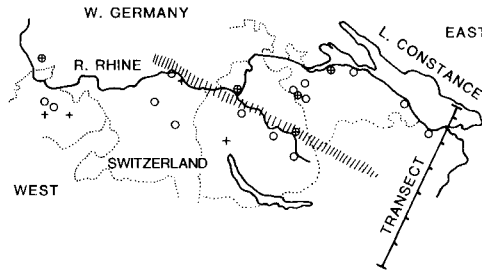 W. GERMANY
EAST
L. CONSTANCE
R. RHINE
SWITZERLAND
WEST
TRANSECT